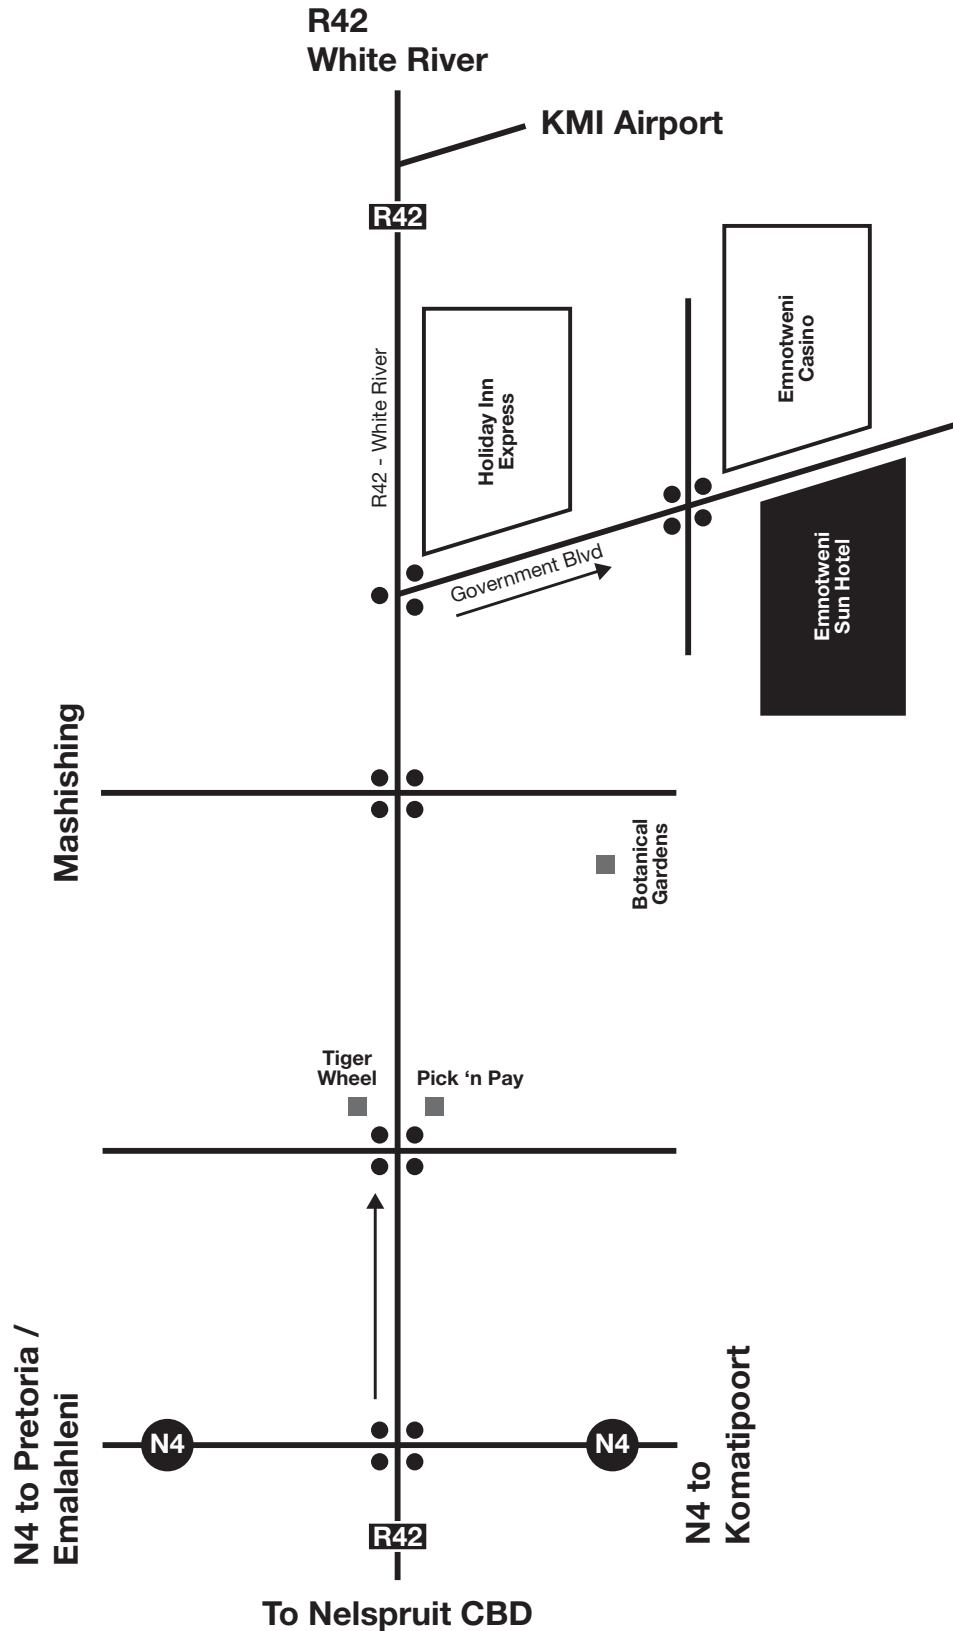 R42
White River
KMI Airport
R42
R42 - White River
Holiday Inn
Express
Emnotweni
Casino
Government Blvd
Emnotweni
Sun Hotel
Mashishing
Botanical
Gardens
Tiger
Wheel
Pick ‘n Pay
N4 to Pretoria /
Emalahleni
N4
N4
N4 to
Komatipoort
R42
To Nelspruit CBD